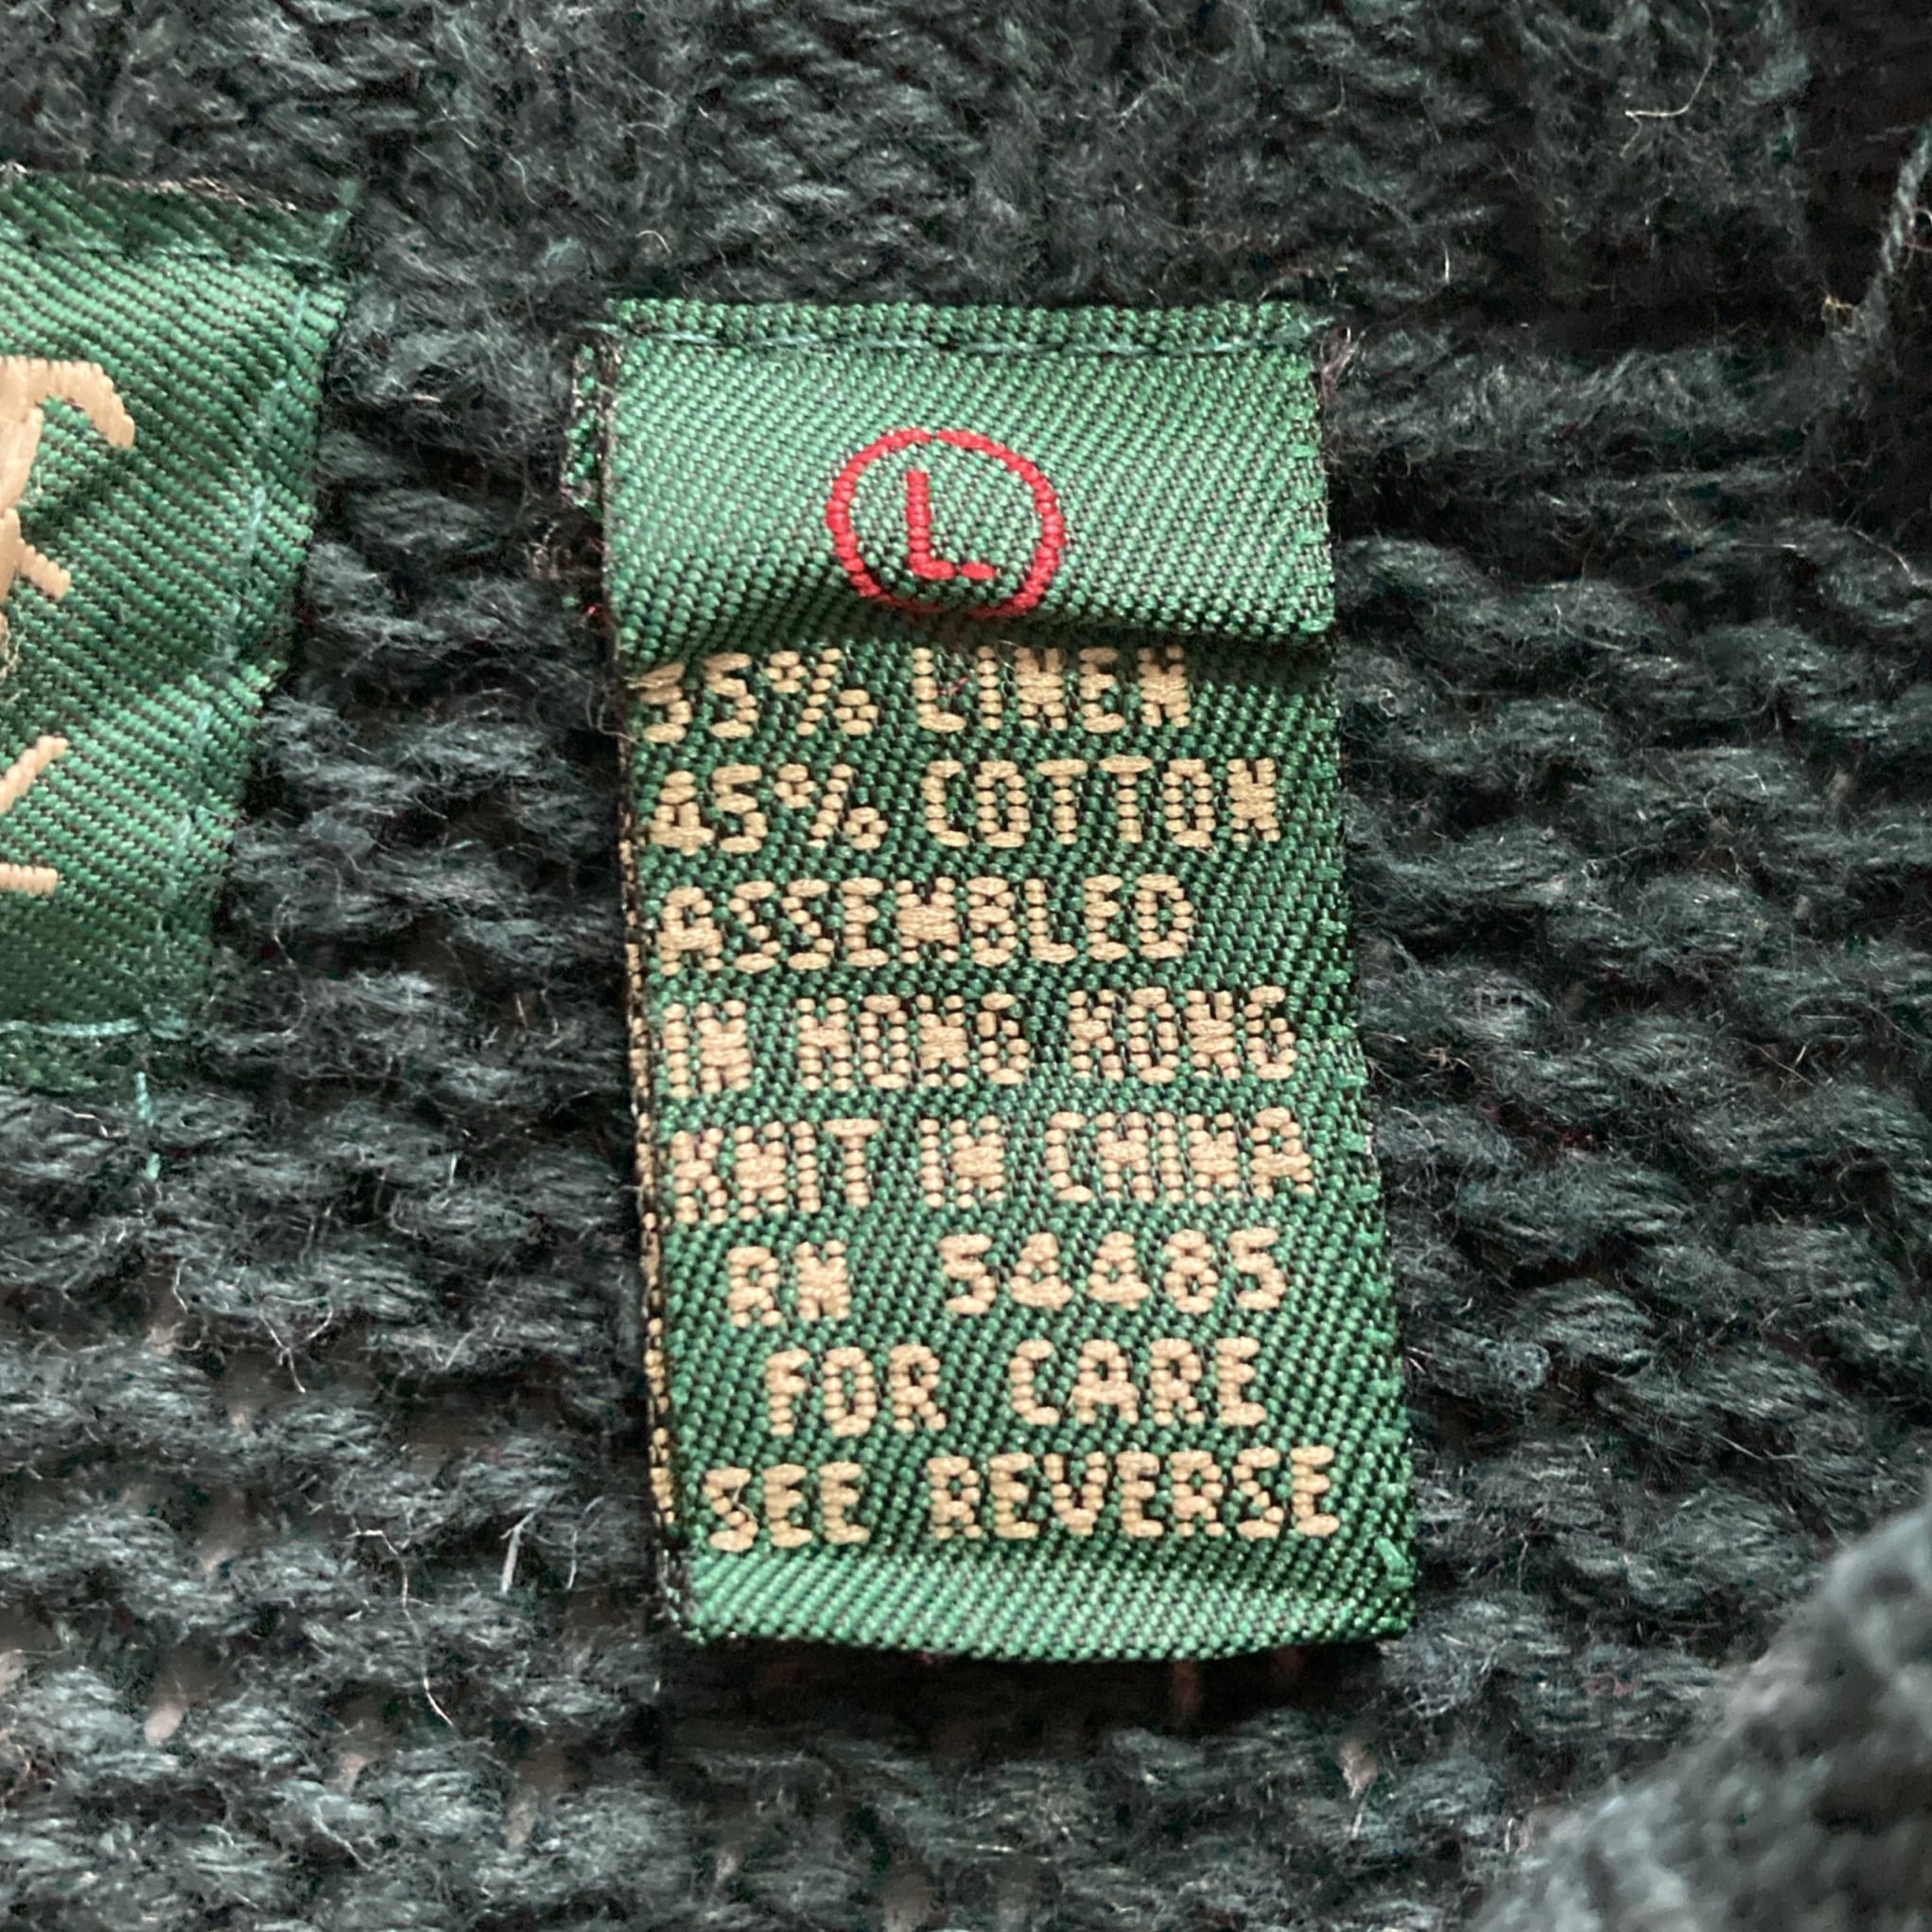 L
55% LINEN
45% COTTON
ASSEMBLED
IN HONG KONG
KNIT IN CHINA
RN 54485
FOR CARE
SEE REVERSE